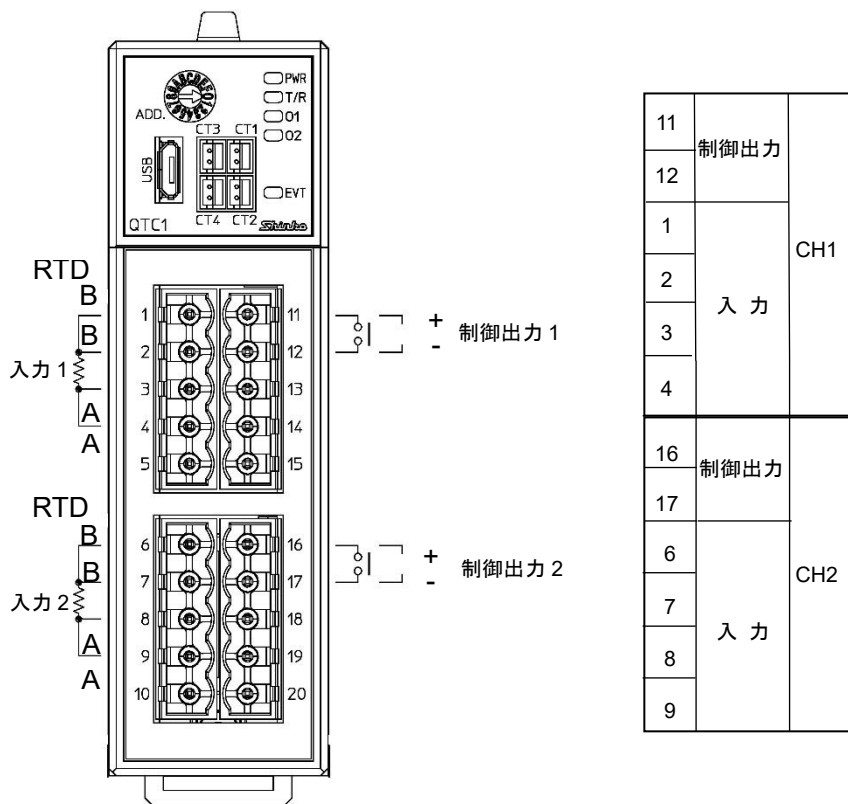 PWR
T/R
O1
O2
EVT
ADD.
CT3 CT1
USB
CT4 CT2
QTC1
Shinko
RTD
B
B
入力 1
A
A
1
2
3
4
5
11
12
13
14
15
+
-
制御出力 1
RTD
B
B
入力 2
A
A
6
7
8
9
10
16
17
18
19
20
+
-
制御出力 2
11
12
制御出力
1
2
3
4
入 力
CH1
16
17
制御出力
6
7
8
9
入 力
CH2